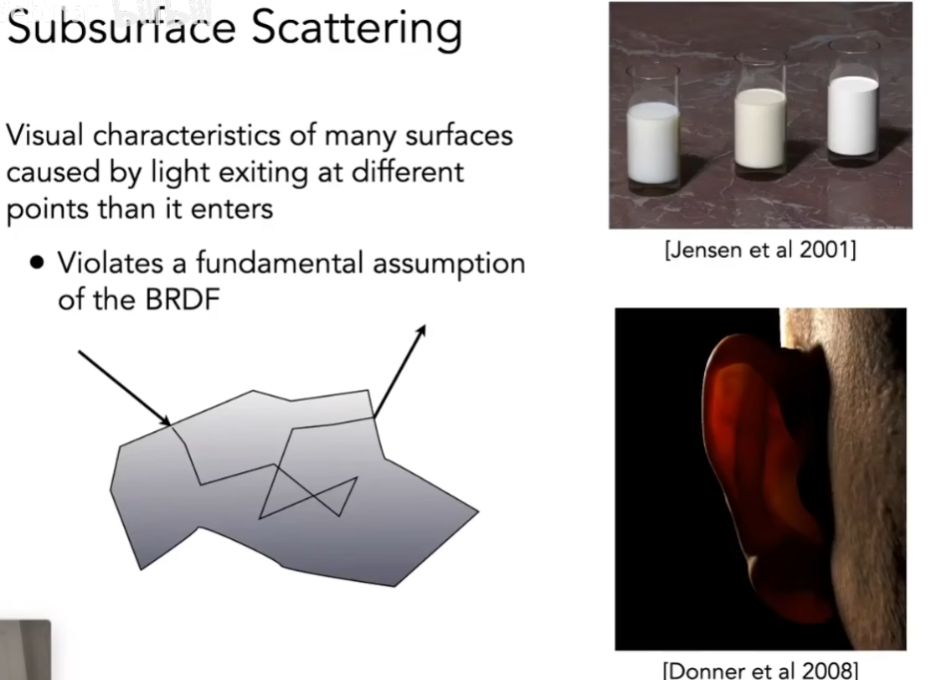 Subsurface Scattering
Visual characteristics of many surfaces
caused by light exiting at different
points than it enters
• Violates a fundamental assumption
of the BRDF
[Jensen et al 2001]
[Donner et al 2008]